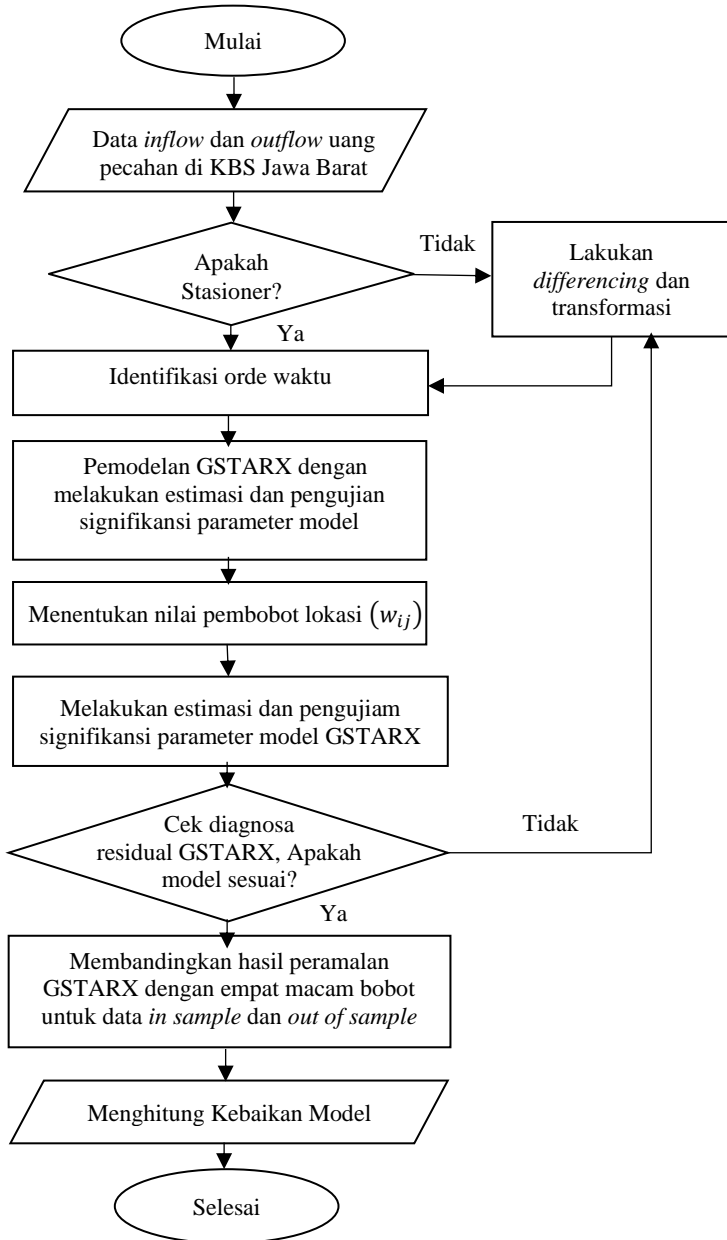 Mulai
Data inflow dan outflow uang
pecahan di KBS Jawa Barat
Apakah
Stasioner?
Tidak
Lakukan
differencing dan
transformasi
Ya
Identifikasi orde waktu
Pemodelan GSTARX dengan
melakukan estimasi dan pengujian
signifikansi parameter model
Menentukan nilai pembobot lokasi (w_{ij})
Melakukan estimasi dan pengujiam
signifikansi parameter model GSTARX
Cek diagnosa
residual GSTARX, Apakah
model sesuai?
Tidak
Ya
Membandingkan hasil peramalan
GSTARX dengan empat macam bobot
untuk data in sample dan out of sample
Menghitung Kebaikan Model
Selesai